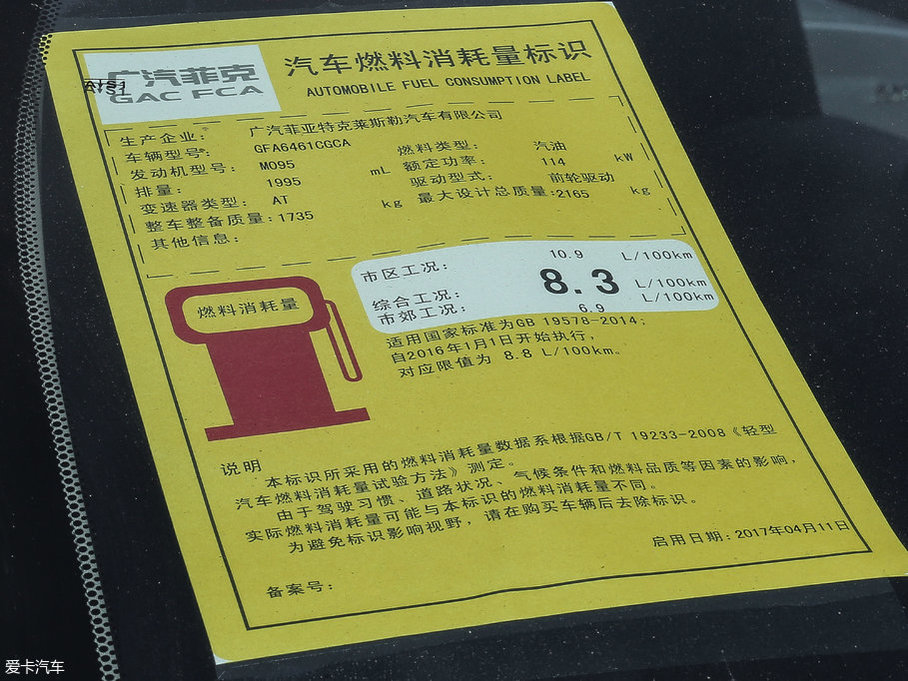 广汽菲克
GAC FCA
汽车燃料消耗量标识
AUTOMOBILE FUEL CONSUMPTION LABEL
生产企业: 广汽菲亚特克莱斯勒汽车有限公司
车辆型号: GFA6461CGCA 燃料类型: 汽油
发动机型号: M095 额定功率: 114 kW
排量: 1995 mL 驱动型式: 前轮驱动
变速器类型: AT 最大设计总质量:2165 kg
整车整备质量:1735 kg
其他信息:
燃料消耗量
市区工况: 10.9 L/100km
综合工况: 8.3 L/100km
市郊工况: 6.9 L/100km
适用国家标准为GB 19578-2014;
自2016年1月1日开始执行,
对应限值为 8.8 L/100km。
说明
本标识所采用的燃料消耗量数据系根据GB/T 19233-2008《轻型
汽车燃料消耗量试验方法》测定。
由于驾驶习惯、道路状况、气候条件和燃料品质等因素的影响,
实际燃料消耗量可能与本标识的燃料消耗量不同。
为避免标识影响视野,请在购买车辆后去除标识。
启用日期:2017年04月11日
备案号:
爱卡汽车